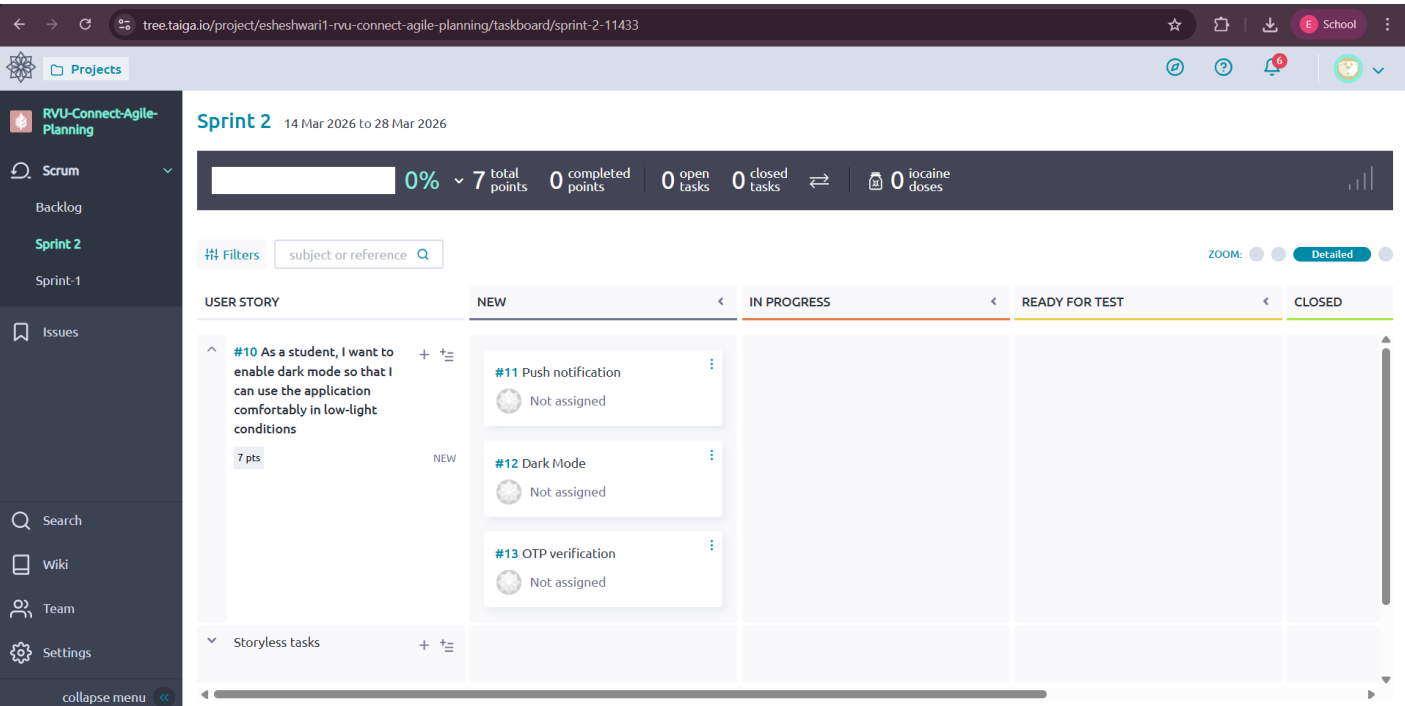 tree.taiga.io/project/esheshwari1-rvu-connect-agile-planning/taskboard/sprint-2-11433
E School
Projects
6
RVU-Connect-Agile-
Planning
Scrum
Backlog
Sprint 2
Sprint-1
Issues
Search
Wiki
Team
Settings
collapse menu
Sprint 2 14 Mar 2026 to 28 Mar 2026
0% 7 total points 0 completed points 0 open tasks 0 closed tasks 0 iocaine doses
Filters subject or reference ZOOM: Detailed
USER STORY NEW IN PROGRESS READY FOR TEST CLOSED
#10 As a student, I want to
enable dark mode so that I
can use the application
comfortably in low-light
conditions
7 pts NEW
#11 Push notification
Not assigned
#12 Dark Mode
Not assigned
#13 OTP verification
Not assigned
Storyless tasks